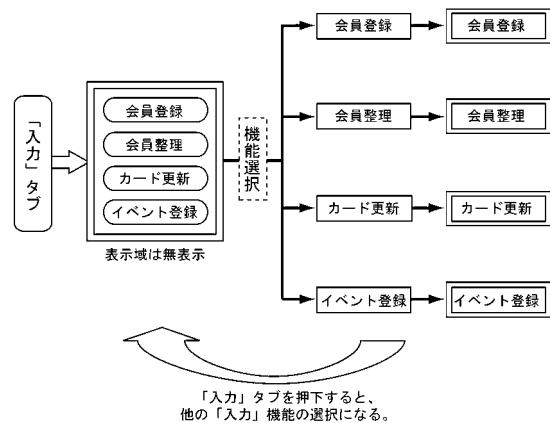 「入力」タブ
会員登録
会員整理
カード更新
イベント登録
表示域は無表示
機能選択
会員登録
会員登録
会員整理
会員整理
カード更新
カード更新
イベント登録
イベント登録
「入力」タブを押下すると、
他の「入力」機能の選択になる。